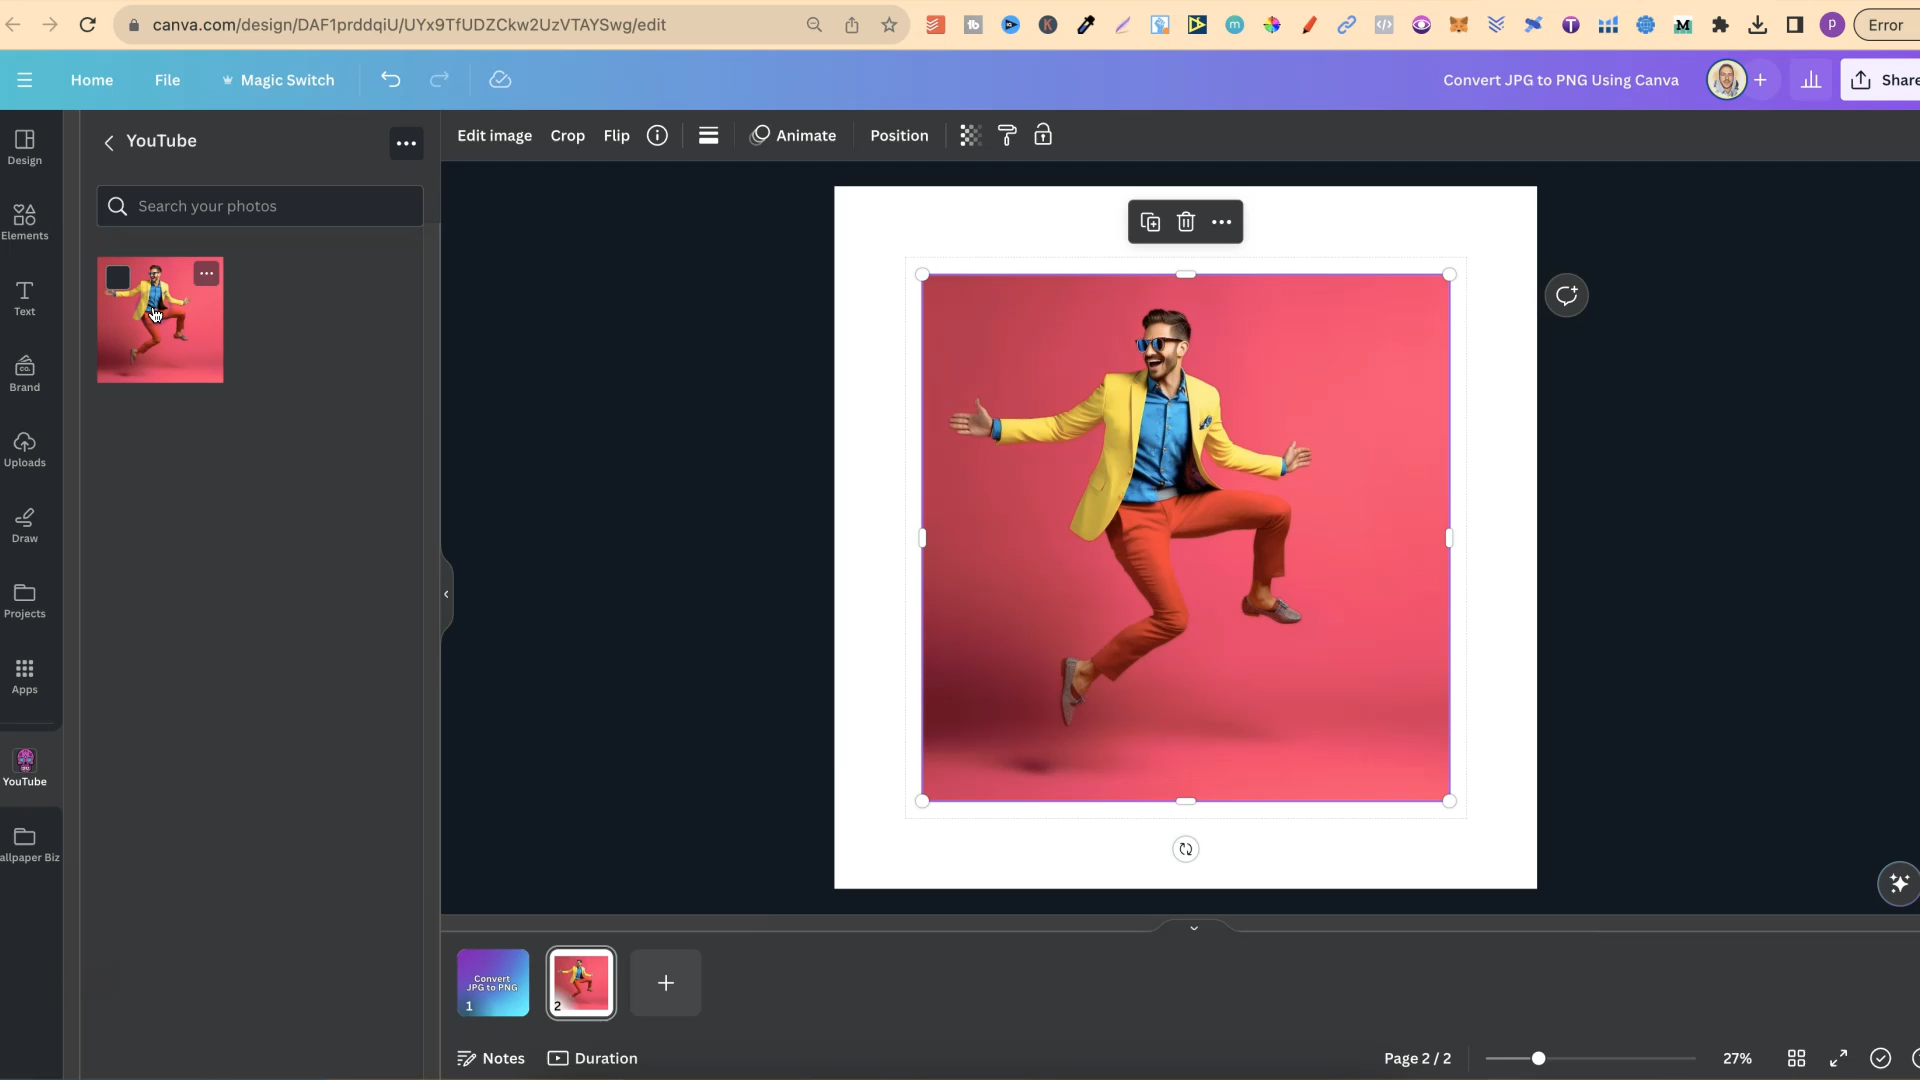 canva.com/design/DAF1prddqiU/UYx9TfUDZCkw2UzVTAYSwg/edit
Error
Home
File
Magic Switch
Convert JPG to PNG Using Canva
Share
YouTube
Edit image
Crop
Flip
Animate
Position
Search your photos
Design
Elements
Text
Brand
Uploads
Draw
Projects
Apps
YouTube
allpaper Biz
Convert
JPG to PNG
1
2
Notes
Duration
Page 2 / 2
27%